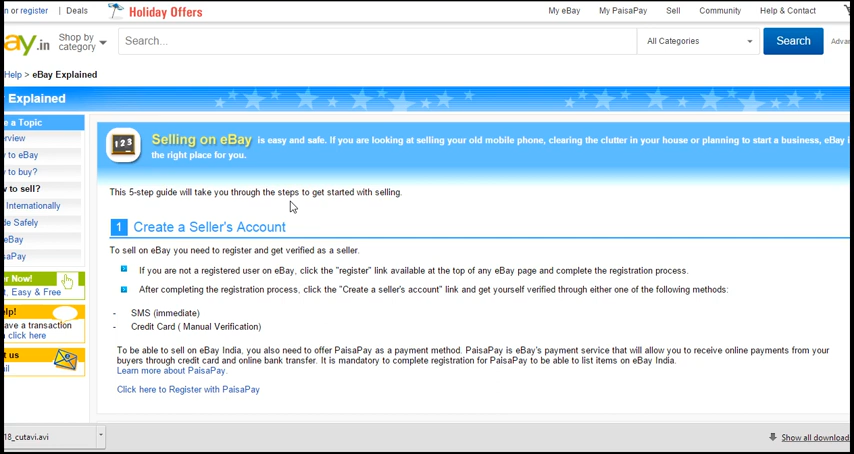 n or register | Deals Holiday Offers My eBay My PaisaPay Sell Community Help & Contact
ay.in Shop by category Search... All Categories Search Advan
Help > eBay Explained
Explained
e a Topic
rview
y to eBay
y to buy?
w to sell?
Internationally
de Safely
eBay
saPay
er Now!
t, Easy & Free
elp!
ave a transaction
click here
t us
ail
1 2 3
Selling on eBay is easy and safe. If you are looking at selling your old mobile phone, clearing the clutter in your house or planning to start a business, eBay i
the right place for you.
This 5-step guide will take you through the steps to get started with selling.
1 Create a Seller's Account
To sell on eBay you need to register and get verified as a seller.
If you are not a registered user on eBay, click the "register" link available at the top of any eBay page and complete the registration process.
After completing the registration process, click the "Create a seller's account" link and get yourself verified through either one of the following methods:
- SMS (immediate)
- Credit Card ( Manual Verification)
To be able to sell on eBay India, you also need to offer PaisaPay as a payment method. PaisaPay is eBay's payment service that will allow you to receive online payments from your
buyers through credit card and online bank transfer. It is mandatory to complete registration for PaisaPay to be able to list items on eBay India.
Learn more about PaisaPay.
Click here to Register with PaisaPay
18_cutavi.avi
Show all download